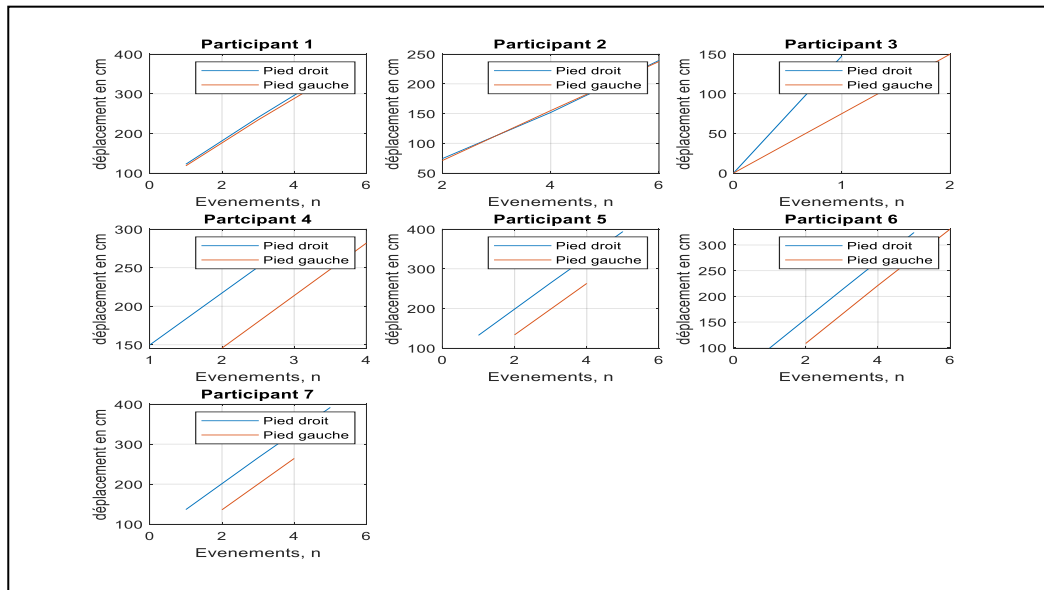 Participant 1
400
300
200
100
0
2
4
6
déplacement en cm
Evenements, n
Pied droit
Pied gauche
Participant 2
250
200
150
100
50
2
4
6
déplacement en cm
Evenements, n
Pied droit
Pied gauche
Participant 3
150
100
50
0
0
1
2
déplacement en cm
Evenements, n
Pied droit
Pied gauche
Participant 4
300
250
200
150
1
2
3
4
déplacement en cm
Evenements, n
Pied droit
Pied gauche
Participant 5
400
300
200
100
0
2
4
6
déplacement en cm
Evenements, n
Pied droit
Pied gauche
Participant 6
300
250
200
150
100
0
2
4
6
déplacement en cm
Evenements, n
Pied droit
Pied gauche
Participant 7
400
300
200
100
0
2
4
6
déplacement en cm
Evenements, n
Pied droit
Pied gauche